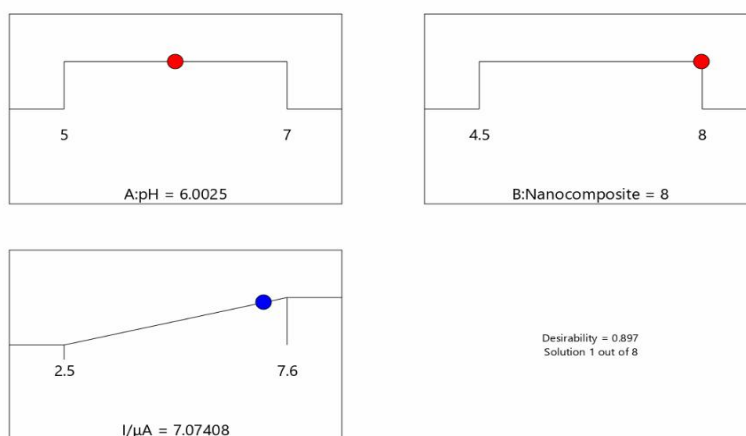 5 7
A:pH = 6.0025
4.5 8
B:Nanocomposite = 8
2.5 7.6
I/µA = 7.07408
Desirability = 0.897
Solution 1 out of 8